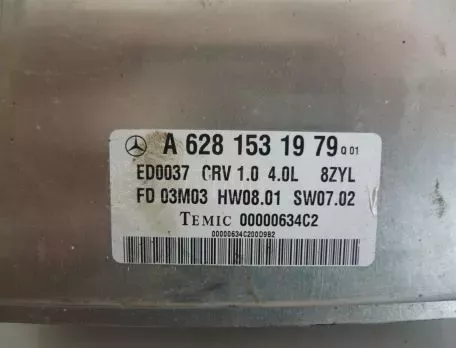 A 628 153 19 79 Q 01
ED0037 CRV 1.0 4.0L 8ZYL
FD 03M03 HW08.01 SW07.02
TEMIC 00000634C2
00000634C2000982